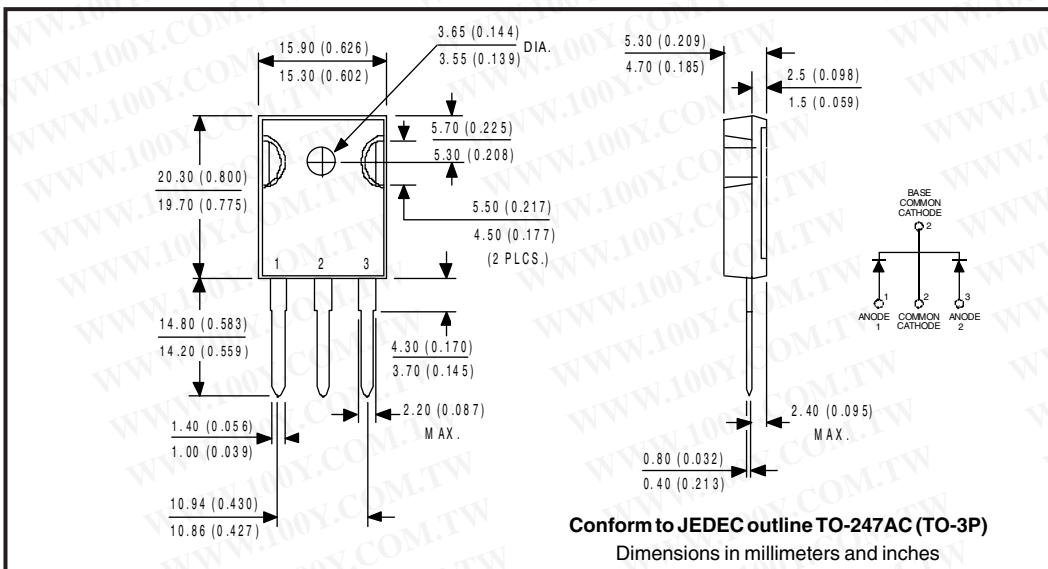 15.90 (0.626)
15.30 (0.602)
3.65 (0.144)
3.55 (0.139)
DIA.
5.70 (0.225)
5.30 (0.208)
20.30 (0.800)
19.70 (0.775)
5.50 (0.217)
4.50 (0.177)
(2 PLCS.)
1 2 3
14.80 (0.583)
14.20 (0.559)
4.30 (0.170)
3.70 (0.145)
2.20 (0.087)
MAX.
1.40 (0.056)
1.00 (0.039)
10.94 (0.430)
10.86 (0.427)
5.30 (0.209)
4.70 (0.185)
2.5 (0.098)
1.5 (0.059)
2.40 (0.095)
MAX.
0.80 (0.032)
0.40 (0.213)
BASE
COMMON
CATHODE
2
1 2 3
ANODE COMMON ANODE
1 CATHODE 2
Conform to JEDEC outline TO-247AC (TO-3P)
Dimensions in millimeters and inches
WWW.100Y.COM.TW